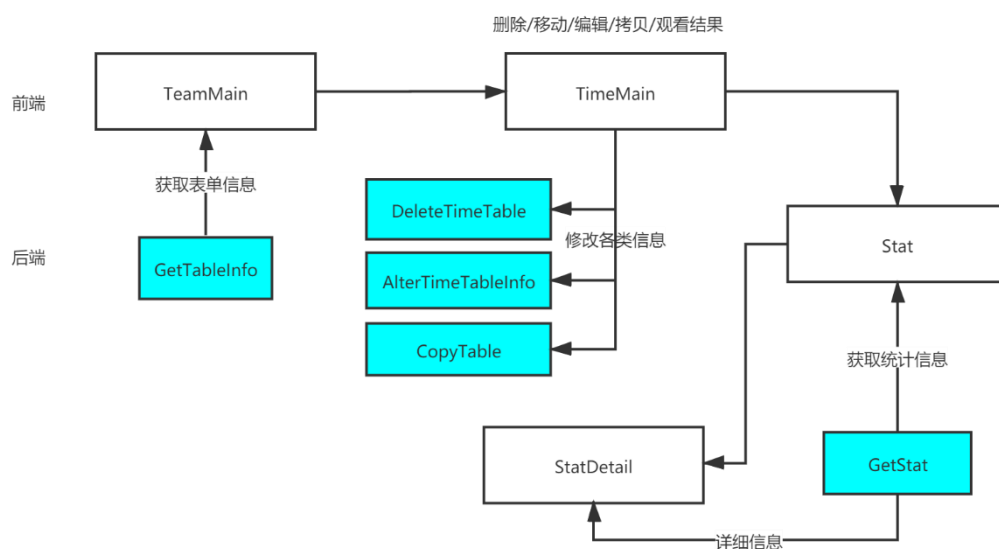 删除/移动/编辑/拷贝/观看结果
前端
TeamMain
TimeMain
获取表单信息
DeleteTimeTable
修改各类信息
后端
GetTableInfo
Stat
AlterTimeTableInfo
CopyTable
获取统计信息
StatDetail
GetStat
详细信息